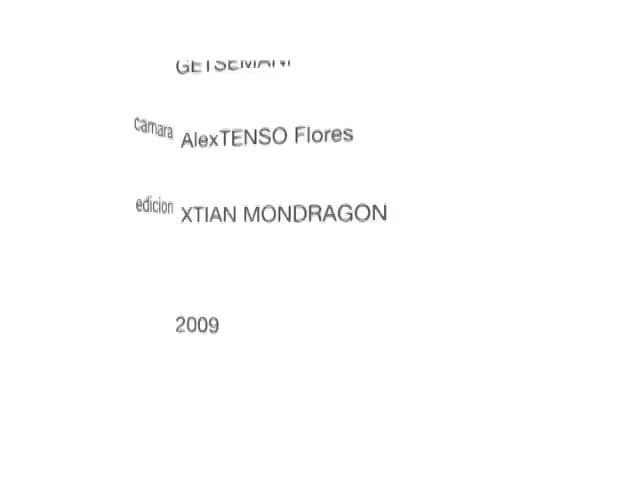 GETSEMANI
camara AlexTENSO Flores
edicion XTIAN MONDRAGON
2009